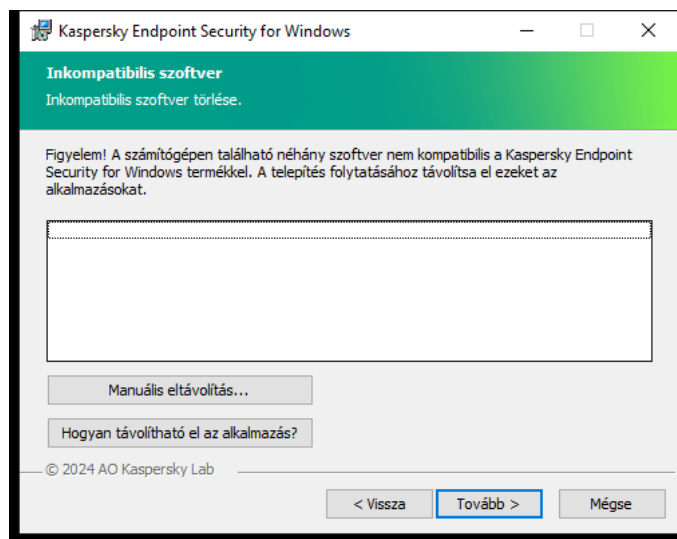 Kaspersky Endpoint Security for Windows
Inkompatibilis szoftver
Inkompatibilis szoftver törlése.
Figyelem! A számítógépen található néhány szoftver nem kompatibilis a Kaspersky Endpoint
Security for Windows termékkel. A telepítés folytatásához távolítsa el ezeket az
alkalmazásokat.
Manuális eltávolítás...
Hogyan távolítható el az alkalmazás?
© 2024 AO Kaspersky Lab
< Vissza Tovább > Mégse